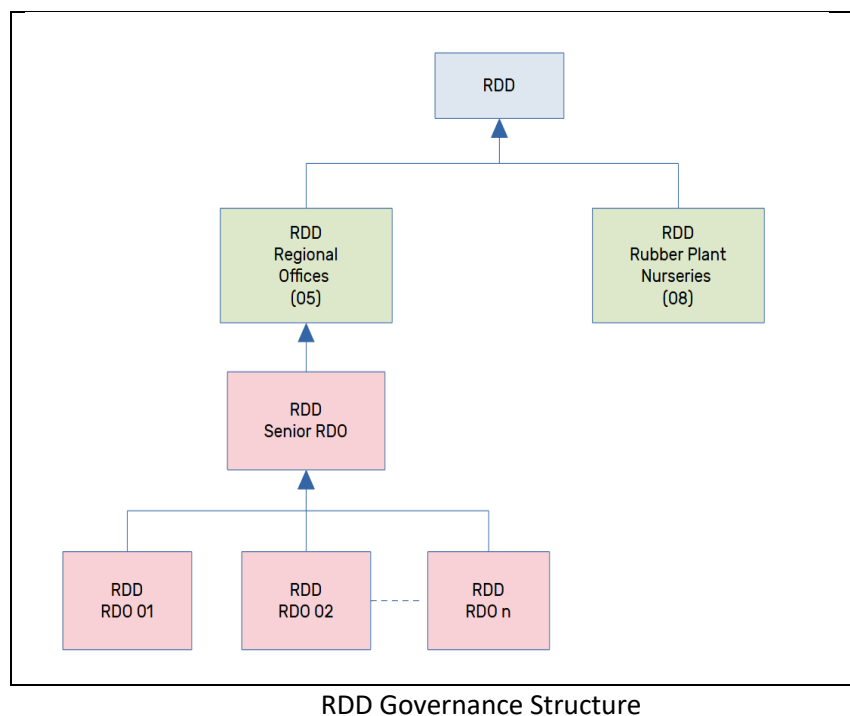 RDD
RDD
Regional
Offices
(05)
RDD
Rubber Plant
Nurseries
(08)
RDD
Senior RDO
RDD
RDO 01
RDD
RDO 02
RDD
RDO n
RDD Governance Structure